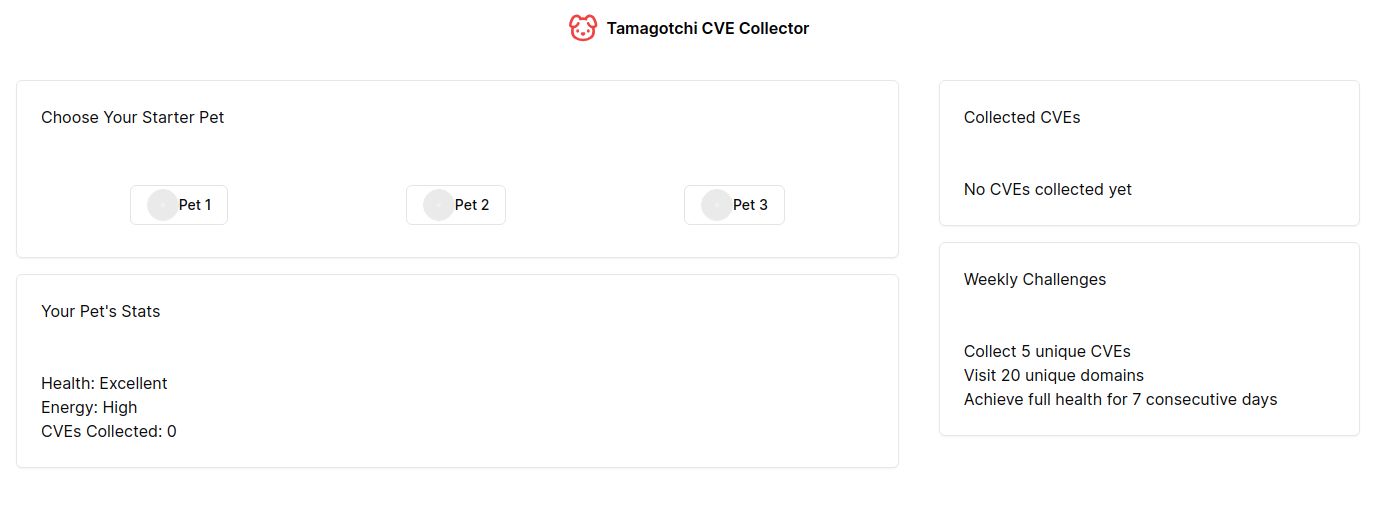 Tamagotchi CVE Collector
Choose Your Starter Pet
Pet 1
Pet 2
Pet 3
Your Pet's Stats
Health: Excellent
Energy: High
CVEs Collected: 0
Collected CVEs
No CVEs collected yet
Weekly Challenges
Collect 5 unique CVEs
Visit 20 unique domains
Achieve full health for 7 consecutive days